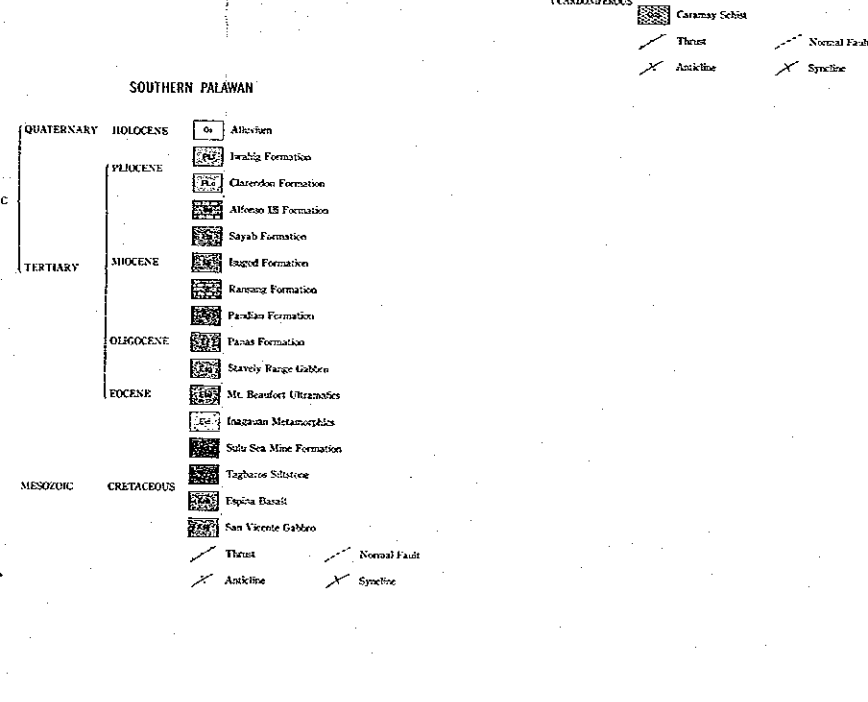 Caramay Schist
Thrust Normal Fault
Anticline Syncline
SOUTHERN PALAWAN
QUATERNARY HOLOCENE Alluvium
Iwahig Formation
PLIOCENE
Clarendon Formation
C
Alfonso III Formation
Sayab Formation
TERTIARY MIOCENE Isugod Formation
Ransang Formation
Pandian Formation
OLIGOCENE Panas Formation
Stavely Range Gabbro
EOCENE Mt. Beaufort Ultramafics
Inagauan Metamorphics
Sulu Sea Mine Formation
Tagbaros Siltstone
MESOZOIC CRETACEOUS
Espina Basalt
San Vicente Gabbro
Thrust Normal Fault
Anticline Syncline